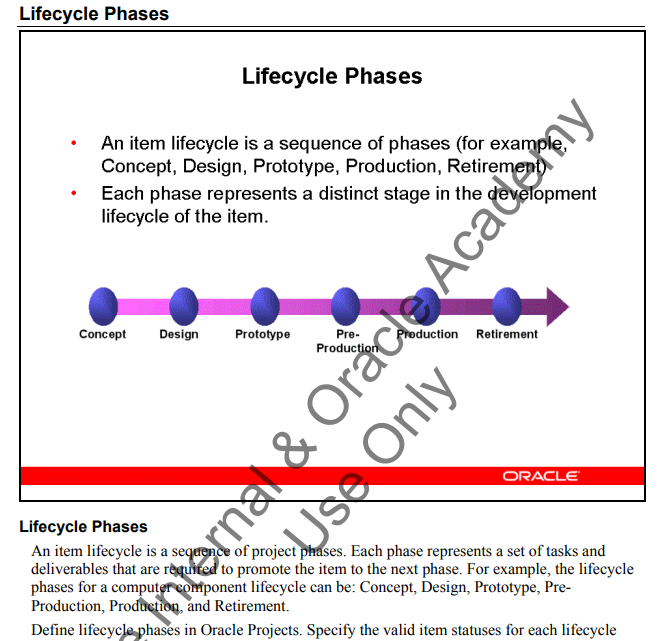 Lifecycle Phases
Lifecycle Phases
• An item lifecycle is a sequence of phases (for example,
Concept, Design, Prototype, Production, Retirement)
• Each phase represents a distinct stage in the development
lifecycle of the item.
Concept Design Prototype Pre- Production Retirement
Production
ORACLE
Internal & Oracle Academy
Use Only
Lifecycle Phases
An item lifecycle is a sequence of project phases. Each phase represents a set of tasks and
deliverables that are required to promote the item to the next phase. For example, the lifecycle
phases for a computer component lifecycle can be: Concept, Design, Prototype, Pre-
Production, Production, and Retirement.
Define lifecycle phases in Oracle Projects. Specify the valid item statuses for each lifecycle